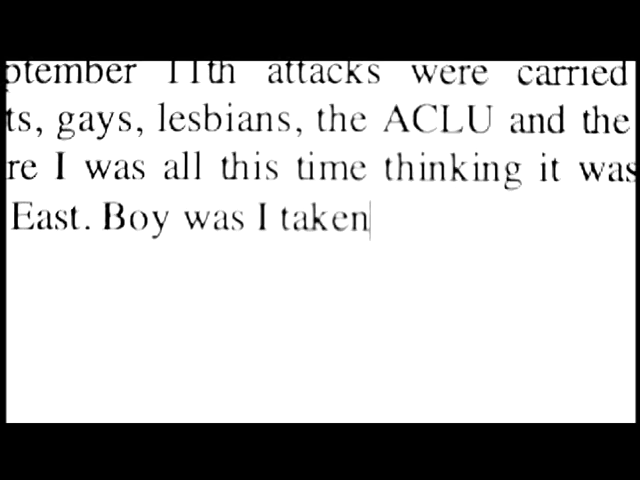 ptember 11th attacks were carried
ts, gays, lesbians, the ACLU and the
re I was all this time thinking it was
East. Boy was I taken